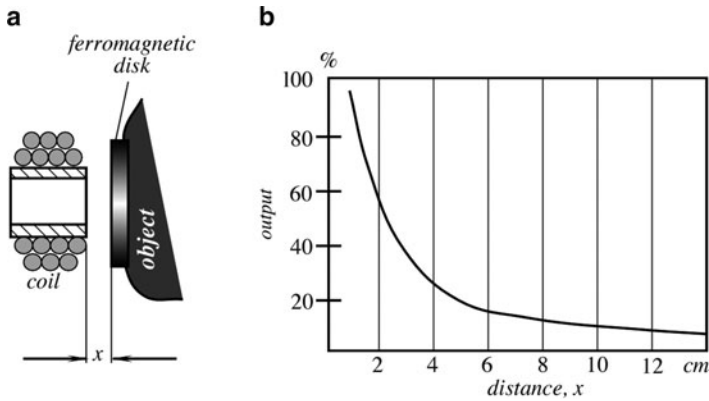 a
ferromagnetic
disk
object
coil
x
b
%
100
80
60
40
20
output
2 4 6 8 10 12 cm
distance, x